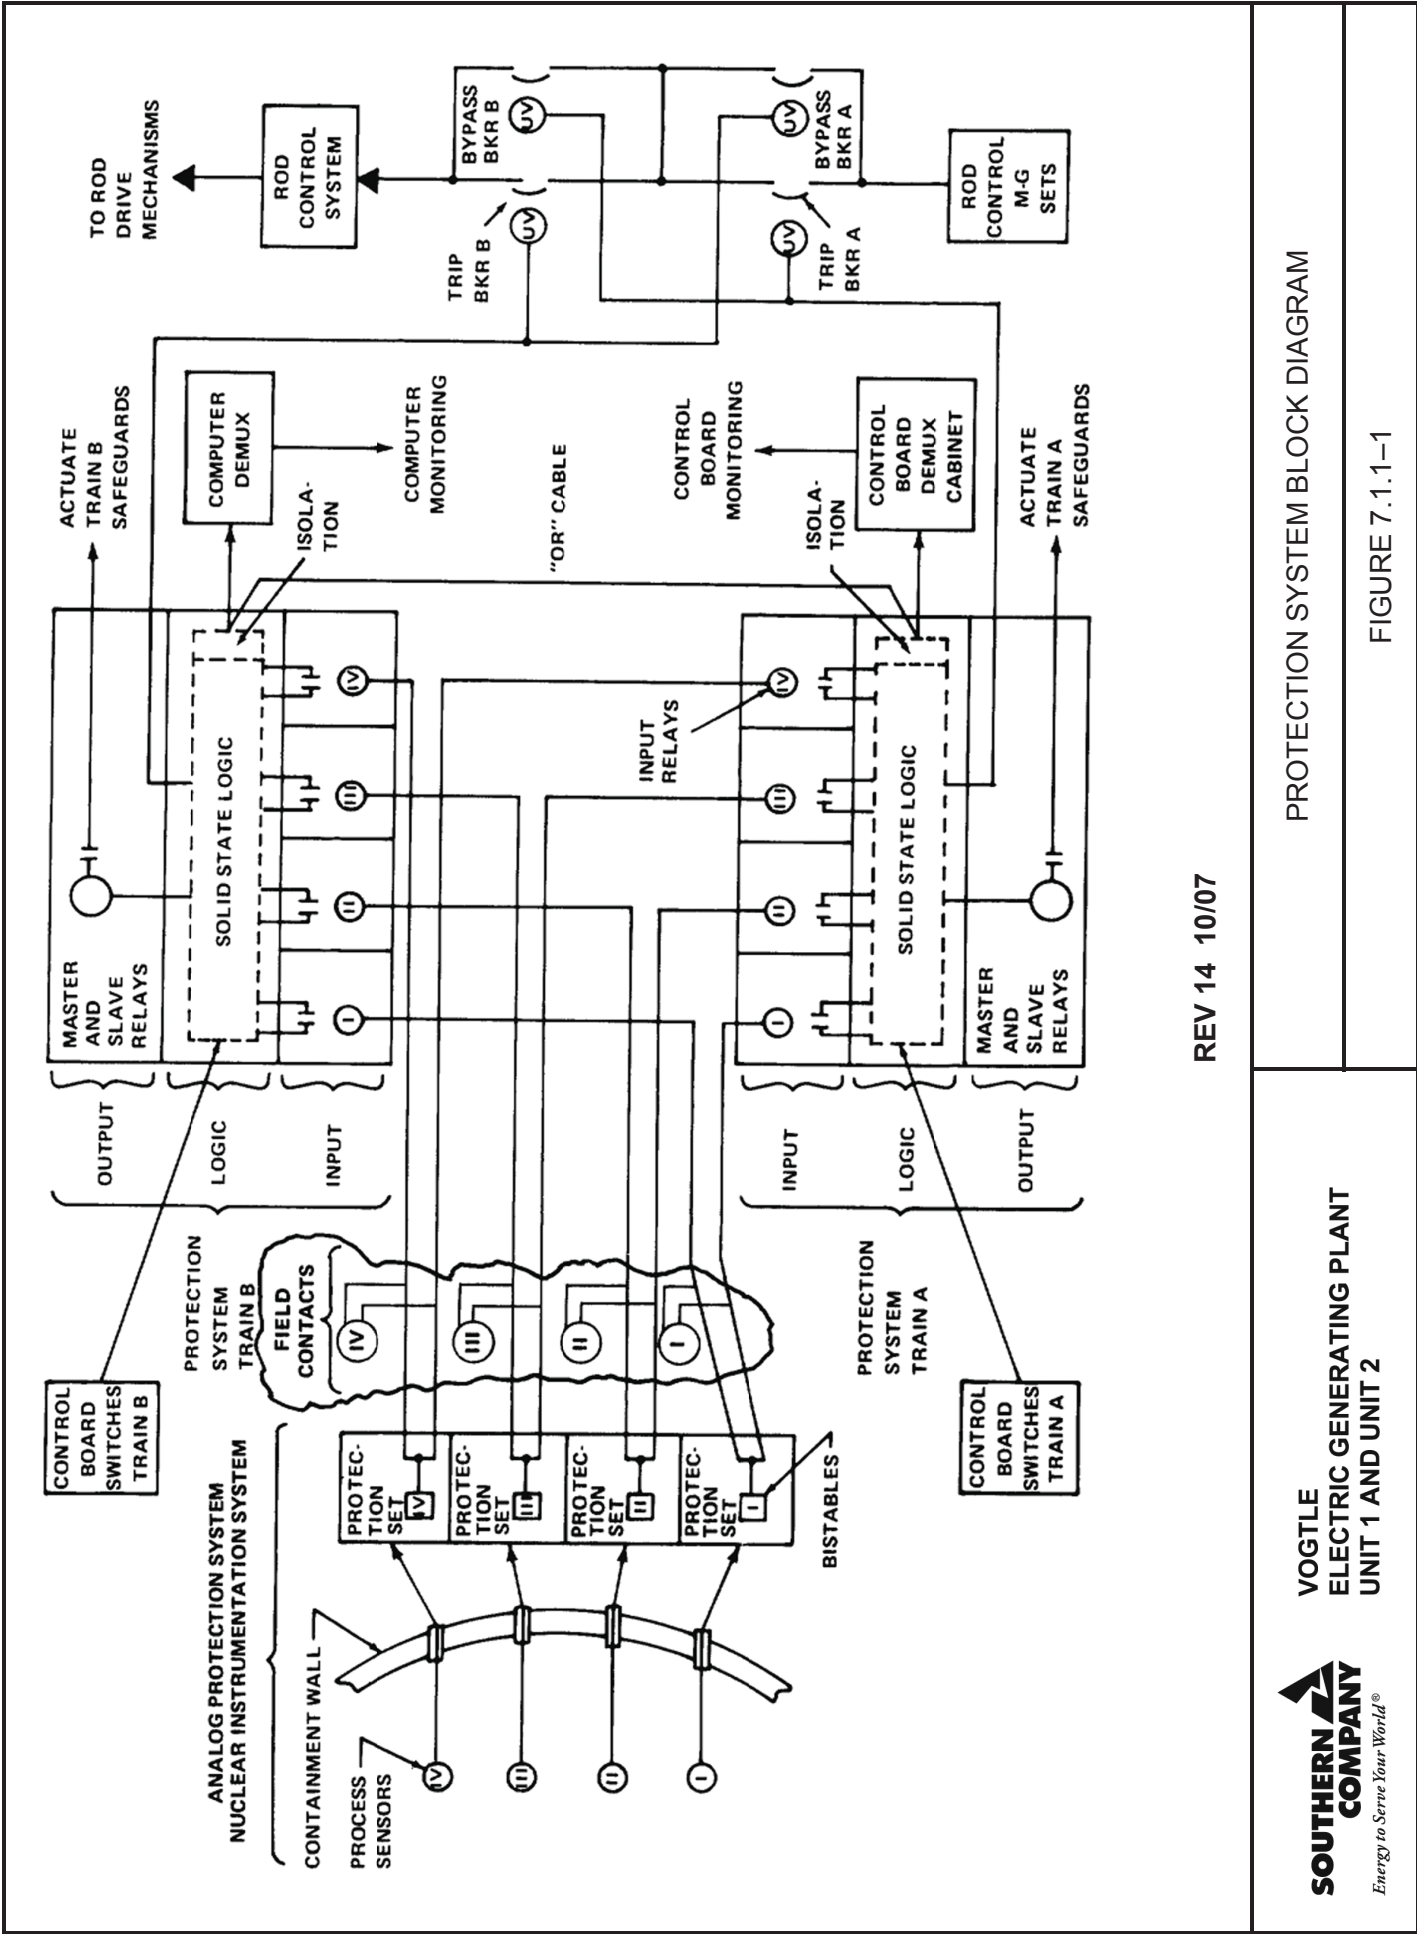 ANALOG PROTECTION SYSTEM
NUCLEAR INSTRUMENTATION SYSTEM
CONTAINMENT WALL
PROCESS
SENSORS
IV
III
II
I
PROTEC-
TION
SET
IV
PROTEC-
TION
SET
III
PROTEC-
TION
SET
II
PROTEC-
TION
SET
I
BISTABLES
CONTROL
BOARD
SWITCHES
TRAIN B
PROTECTION
SYSTEM
TRAIN B
FIELD
CONTACTS
IV
III
II
I
PROTECTION
SYSTEM
TRAIN A
CONTROL
BOARD
SWITCHES
TRAIN A
OUTPUT
LOGIC
INPUT
MASTER
AND
SLAVE
RELAYS
SOLID STATE LOGIC
I
II
III
IV
INPUT
LOGIC
OUTPUT
I
II
III
IV
INPUT
RELAYS
SOLID STATE LOGIC
MASTER
AND
SLAVE
RELAYS
ACTUATE
TRAIN B
SAFEGUARDS
COMPUTER
DEMUX
ISOLA-
TION
COMPUTER
MONITORING
"OR" CABLE
CONTROL
BOARD
MONITORING
ISOLA-
TION
CONTROL
BOARD
DEMUX
CABINET
ACTUATE
TRAIN A
SAFEGUARDS
TO ROD
DRIVE
MECHANISMS
ROD
CONTROL
SYSTEM
BYPASS
BKR B
UV
TRIP
BKR B
UV
BYPASS
BKR A
UV
TRIP
BKR A
UV
ROD
CONTROL
M-G
SETS
REV 14 10/07
SOUTHERN
COMPANY
Energy to Serve Your World®
VOGTLE
ELECTRIC GENERATING PLANT
UNIT 1 AND UNIT 2
PROTECTION SYSTEM BLOCK DIAGRAM
FIGURE 7.1.1–1